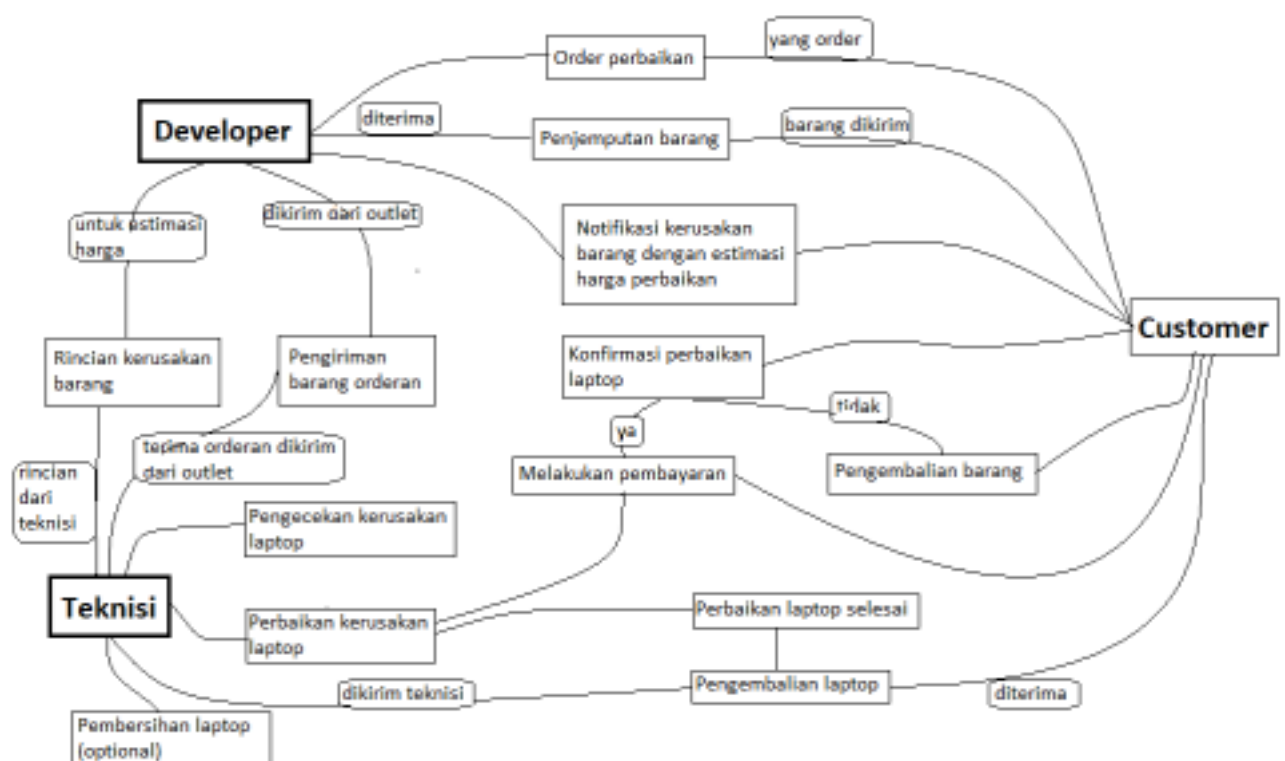 yang order
Order perbaikan
Developer
diterima
Penjemputan barang
barang dikirim
untuk estimasi
harga
dikirim dari outlet
Notifikasi kerusakan
barang dengan estimasi
harga perbaikan
Customer
Rincian kerusakan
barang
Pengiriman
barang orderan
Konfirmasi perbaikan
laptop
tidak
ya
terima orderan dikirim
dari outlet
Melakukan pembayaran
Pengembalian barang
rincian
dari
teknisi
Pengecekan kerusakan
laptop
Teknisi
Perbaikan kerusakan
laptop
Perbaikan laptop selesai
Pengembalian laptop
dikirim teknisi
diterima
Pembersihan laptop
(optional)